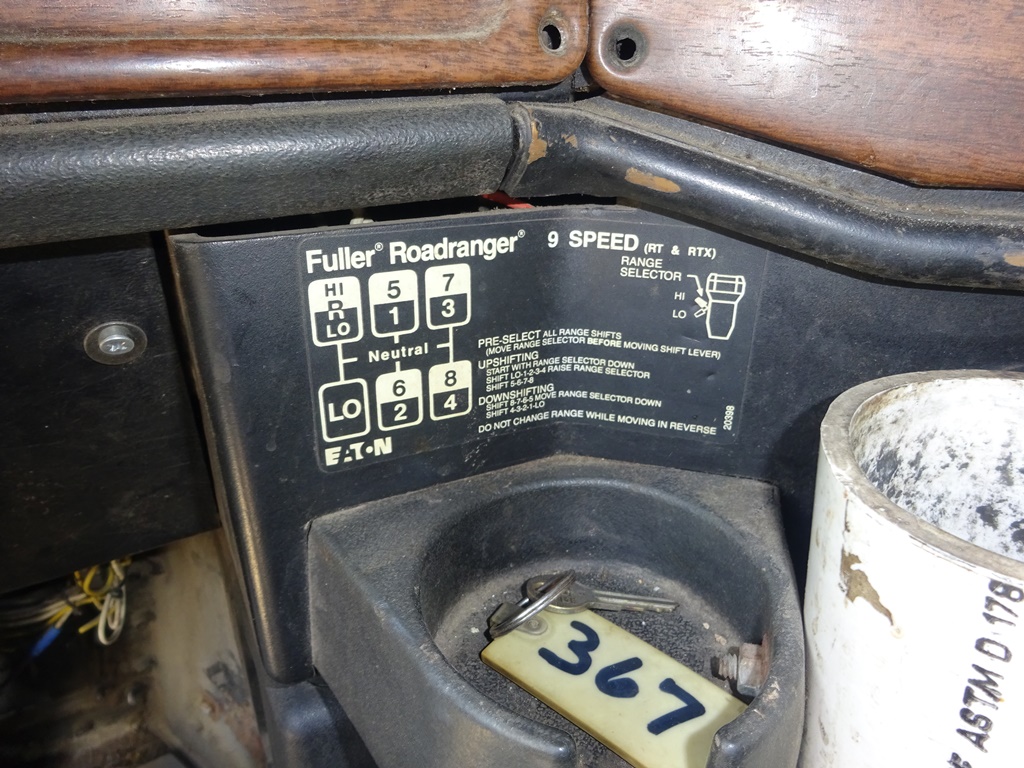 Fuller® Roadranger® 9 SPEED (RT & RTX)
RANGE
SELECTOR
HI
LO
HI
R
LO
5
1
7
3
Neutral
LO
6
2
8
4
PRE-SELECT ALL RANGE SHIFTS
(MOVE RANGE SELECTOR BEFORE MOVING SHIFT LEVER)
UPSHIFTING
START WITH RANGE SELECTOR DOWN
SHIFT LO-1-2-3-4 RAISE RANGE SELECTOR
SHIFT 5-6-7-8
DOWNSHIFTING
SHIFT 8-7-6-5 MOVE RANGE SELECTOR DOWN
SHIFT 4-3-2-1-LO
DO NOT CHANGE RANGE WHILE MOVING IN REVERSE
20398
EATON
367
ASTM D 178